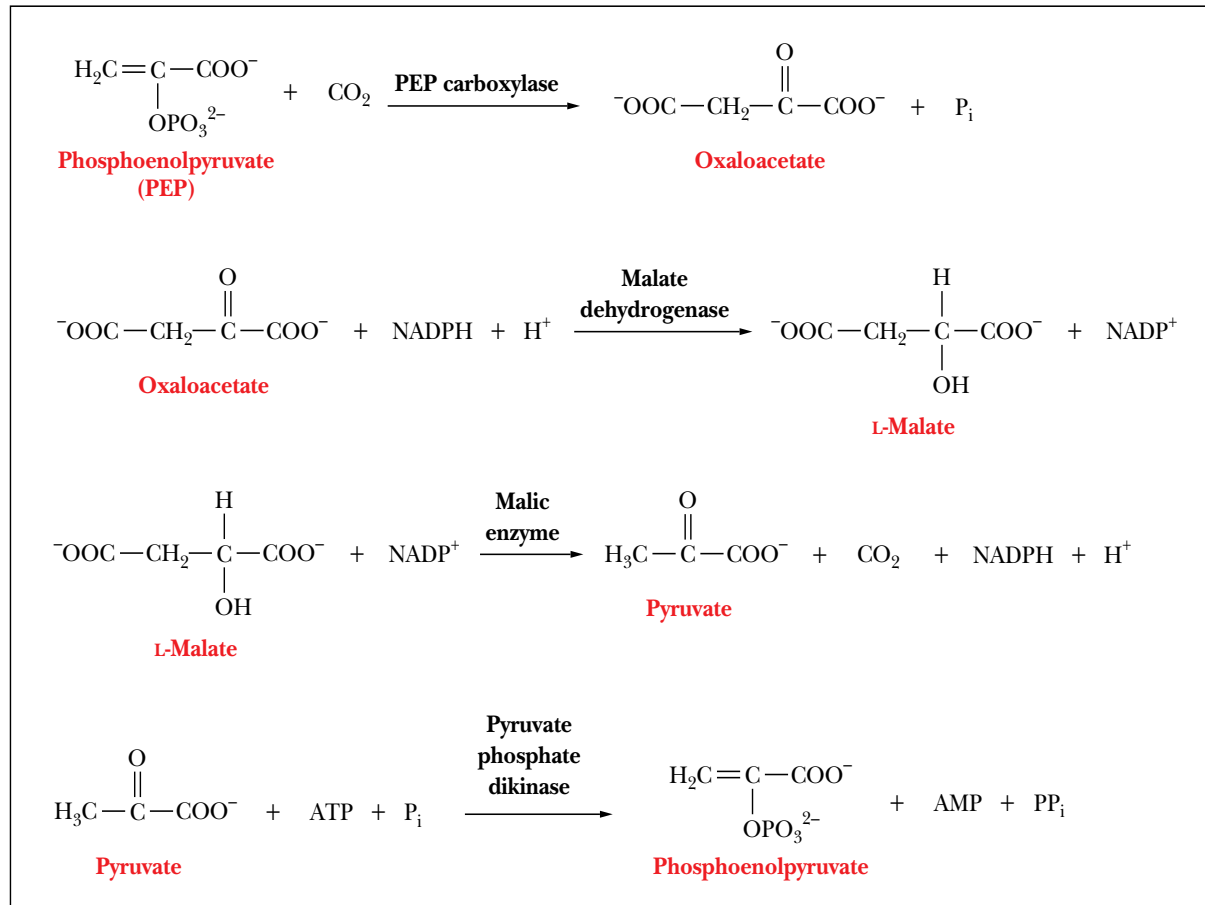 O
H₂C=C—COO⁻ + CO₂ PEP carboxylase ⁻OOC—CH₂—C—COO⁻ + Pᵢ
OPO₃²⁻
Phosphoenolpyruvate
(PEP)
Oxaloacetate
O
Malate
dehydrogenase
H
⁻OOC—CH₂—C—COO⁻ + NADPH + H⁺ ⁻OOC—CH₂—C—COO⁻ + NADP⁺
OH
Oxaloacetate
L-Malate
H
Malic
enzyme
O
⁻OOC—CH₂—C—COO⁻ + NADP⁺ H₃C—C—COO⁻ + CO₂ + NADPH + H⁺
OH
L-Malate
Pyruvate
O
Pyruvate
phosphate
dikinase
H₃C—C—COO⁻ + ATP + Pᵢ H₂C=C—COO⁻ + AMP + PPᵢ
OPO₃²⁻
Pyruvate
Phosphoenolpyruvate